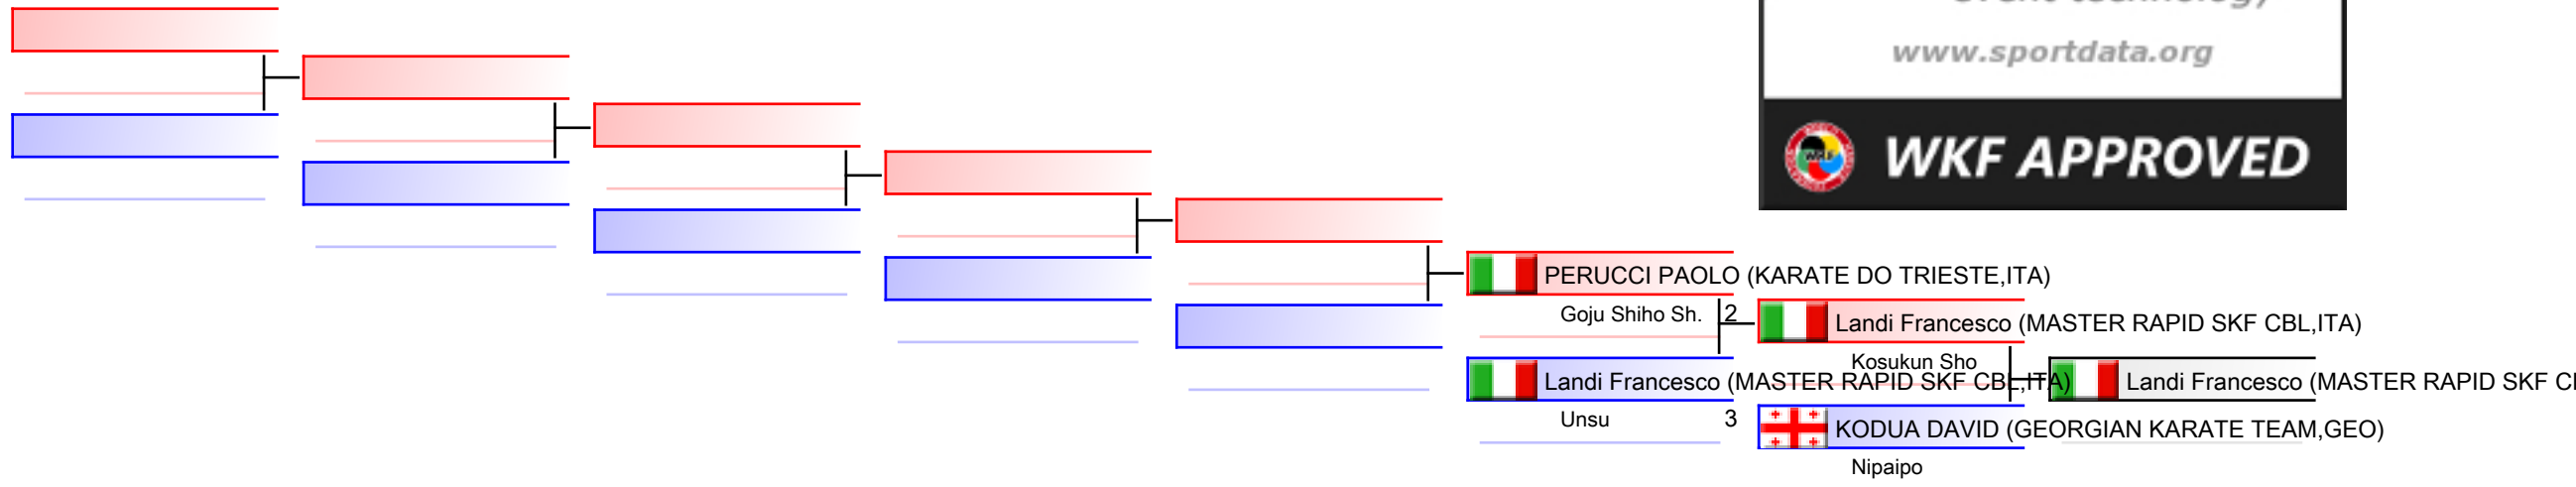 www.sportdata.org
WKF APPROVED
PERUCCI PAOLO (KARATE DO TRIESTE,ITA)
Goju Shiho Sh. 2
Landi Francesco (MASTER RAPID SKF CBL,ITA)
Kosukun Sho
Landi Francesco (MASTER RAPID SKF CBL,ITA)
Landi Francesco (MASTER RAPID SKF
Unsu 3
KODUA DAVID (GEORGIAN KARATE TEAM,GEO)
Nipaipo